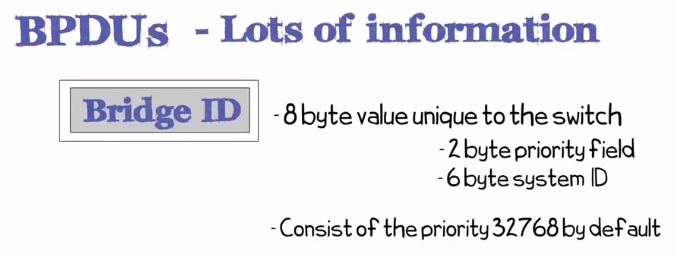 BPDUs - Lots of information
Bridge ID
- 8 byte value unique to the switch
- 2 byte priority field
- 6 byte system ID
- Consist of the priority 32768 by default